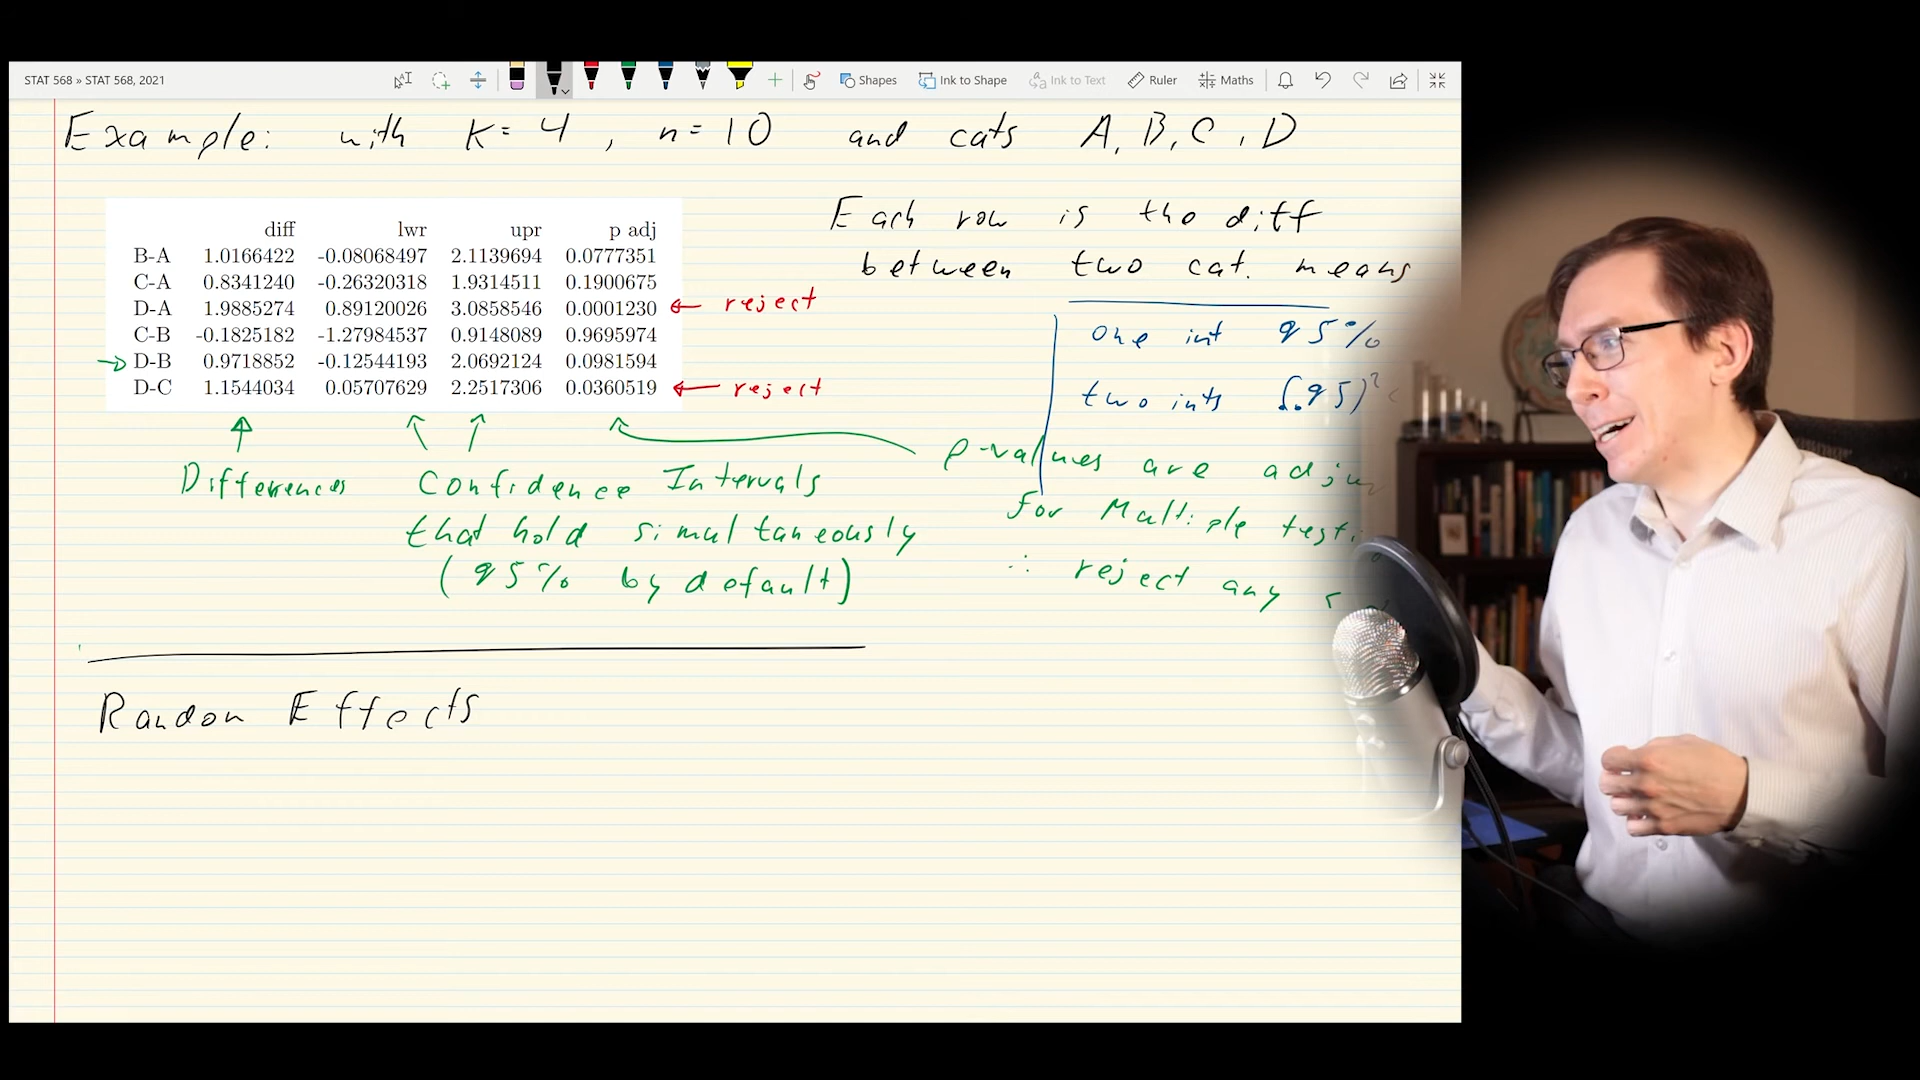 STAT 568 » STAT 568, 2021
Shapes Ink to Shape Ink to Text Ruler Maths
Example: with K=4, n=10 and cats A, B, C, D
diff lwr upr p adj
B-A 1.0166422 -0.08068497 2.1139694 0.0777351
C-A 0.8341240 -0.26320318 1.9314511 0.1900675
D-A 1.9885274 0.89120026 3.0858546 0.0001230 ← reject
C-B -0.1825182 -1.27984537 0.9148089 0.9695974
→ D-B 0.9718852 -0.12544193 2.0692124 0.0981594
D-C 1.1544034 0.05707629 2.2517306 0.0360519 ← reject
Each row is the diff
between two cat. means
one int 95%
two ints (.95)²
Differences
Confidence Intervals
that hold simultaneously
(95% by default)
p-values are
for Multiple
∴ reject any
Random Effects